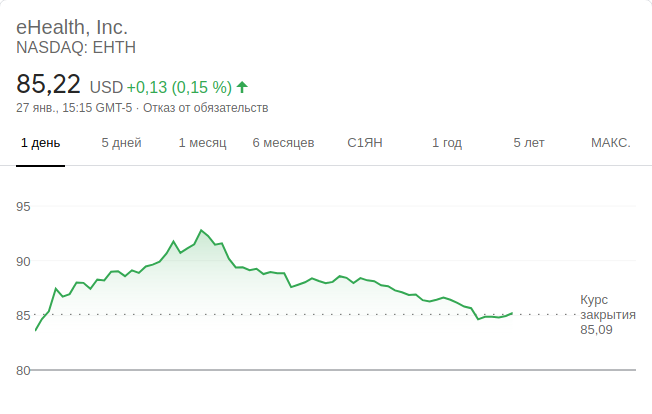 eHealth, Inc.
NASDAQ: EHTH
85,22 USD +0,13 (0,15 %)
27 янв., 15:15 GMT-5 · Отказ от обязательств
1 день 5 дней 1 месяц 6 месяцев С1ЯН 1 год 5 лет МАКС.
95
90
85
80
Курс
закрытия
85,09